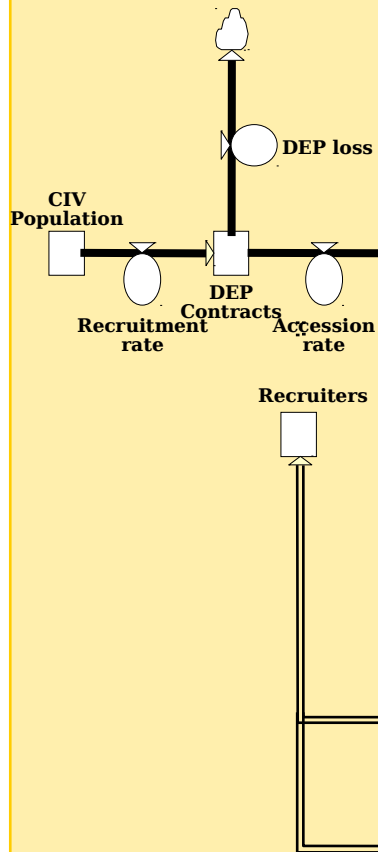 DEP loss
CIV
Population
DEP
Contracts
Recruitment
rate
Accession
rate
Recruiters